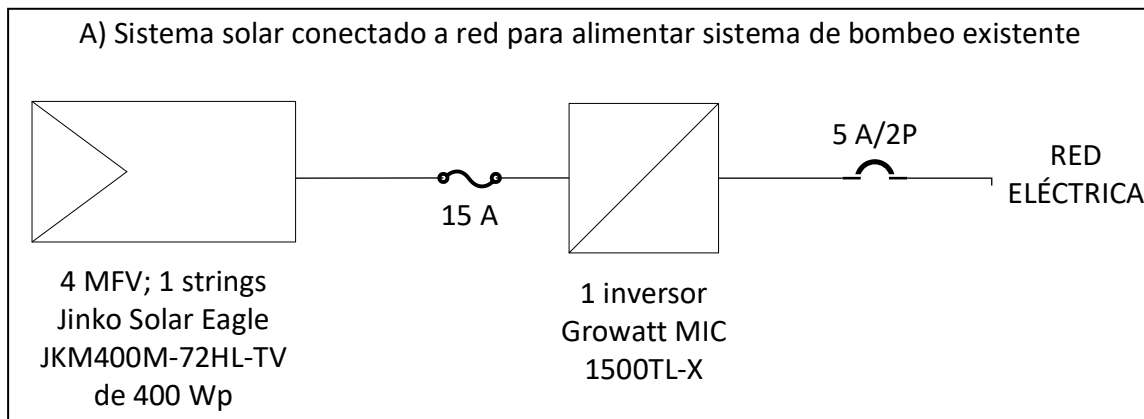 A) Sistema solar conectado a red para alimentar sistema de bombeo existente
5 A/2P
RED
ELÉCTRICA
15 A
4 MFV; 1 strings
Jinko Solar Eagle
JKM400M-72HL-TV
de 400 Wp
1 inversor
Growatt MIC
1500TL-X